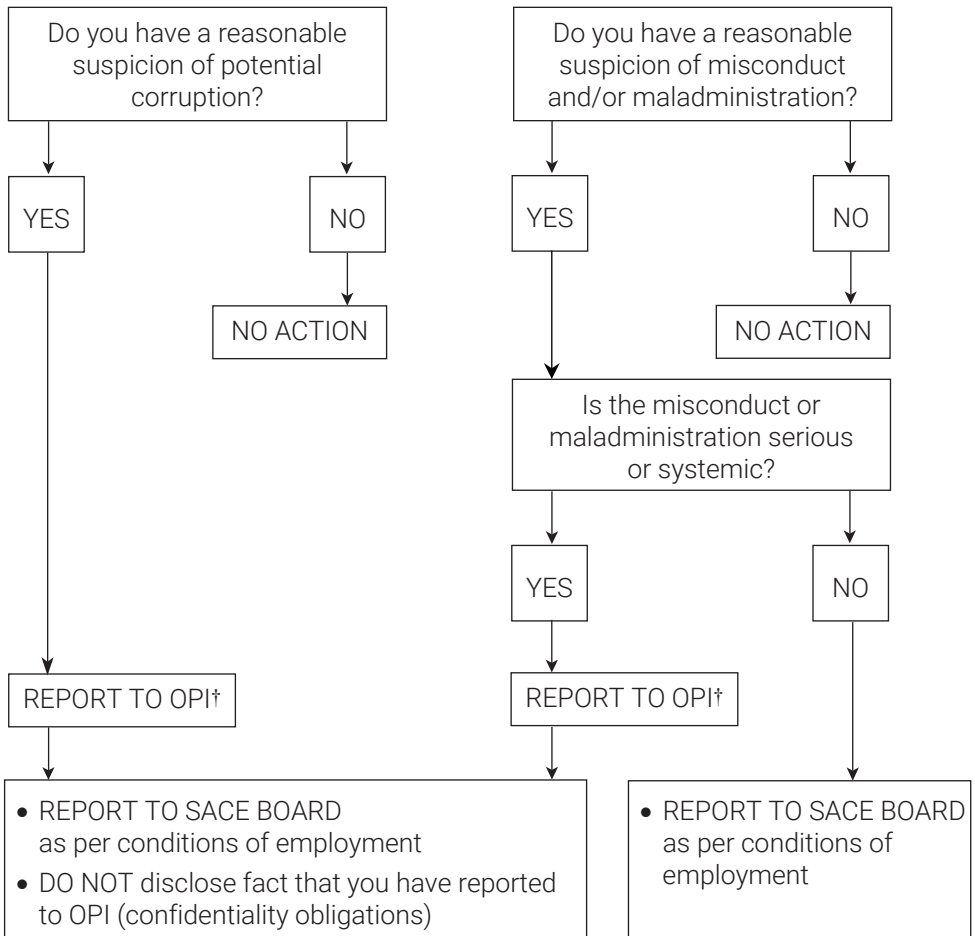 Do you have a reasonable
suspicion of potential
corruption?
Do you have a reasonable
suspicion of misconduct
and/or maladministration?
YES
NO
YES
NO
NO ACTION
NO ACTION
Is the misconduct or
maladministration serious
or systemic?
YES
NO
REPORT TO OPI†
REPORT TO OPI†
• REPORT TO SACE BOARD
as per conditions of employment
• DO NOT disclose fact that you have reported
to OPI (confidentiality obligations)
• REPORT TO SACE BOARD
as per conditions of
employment